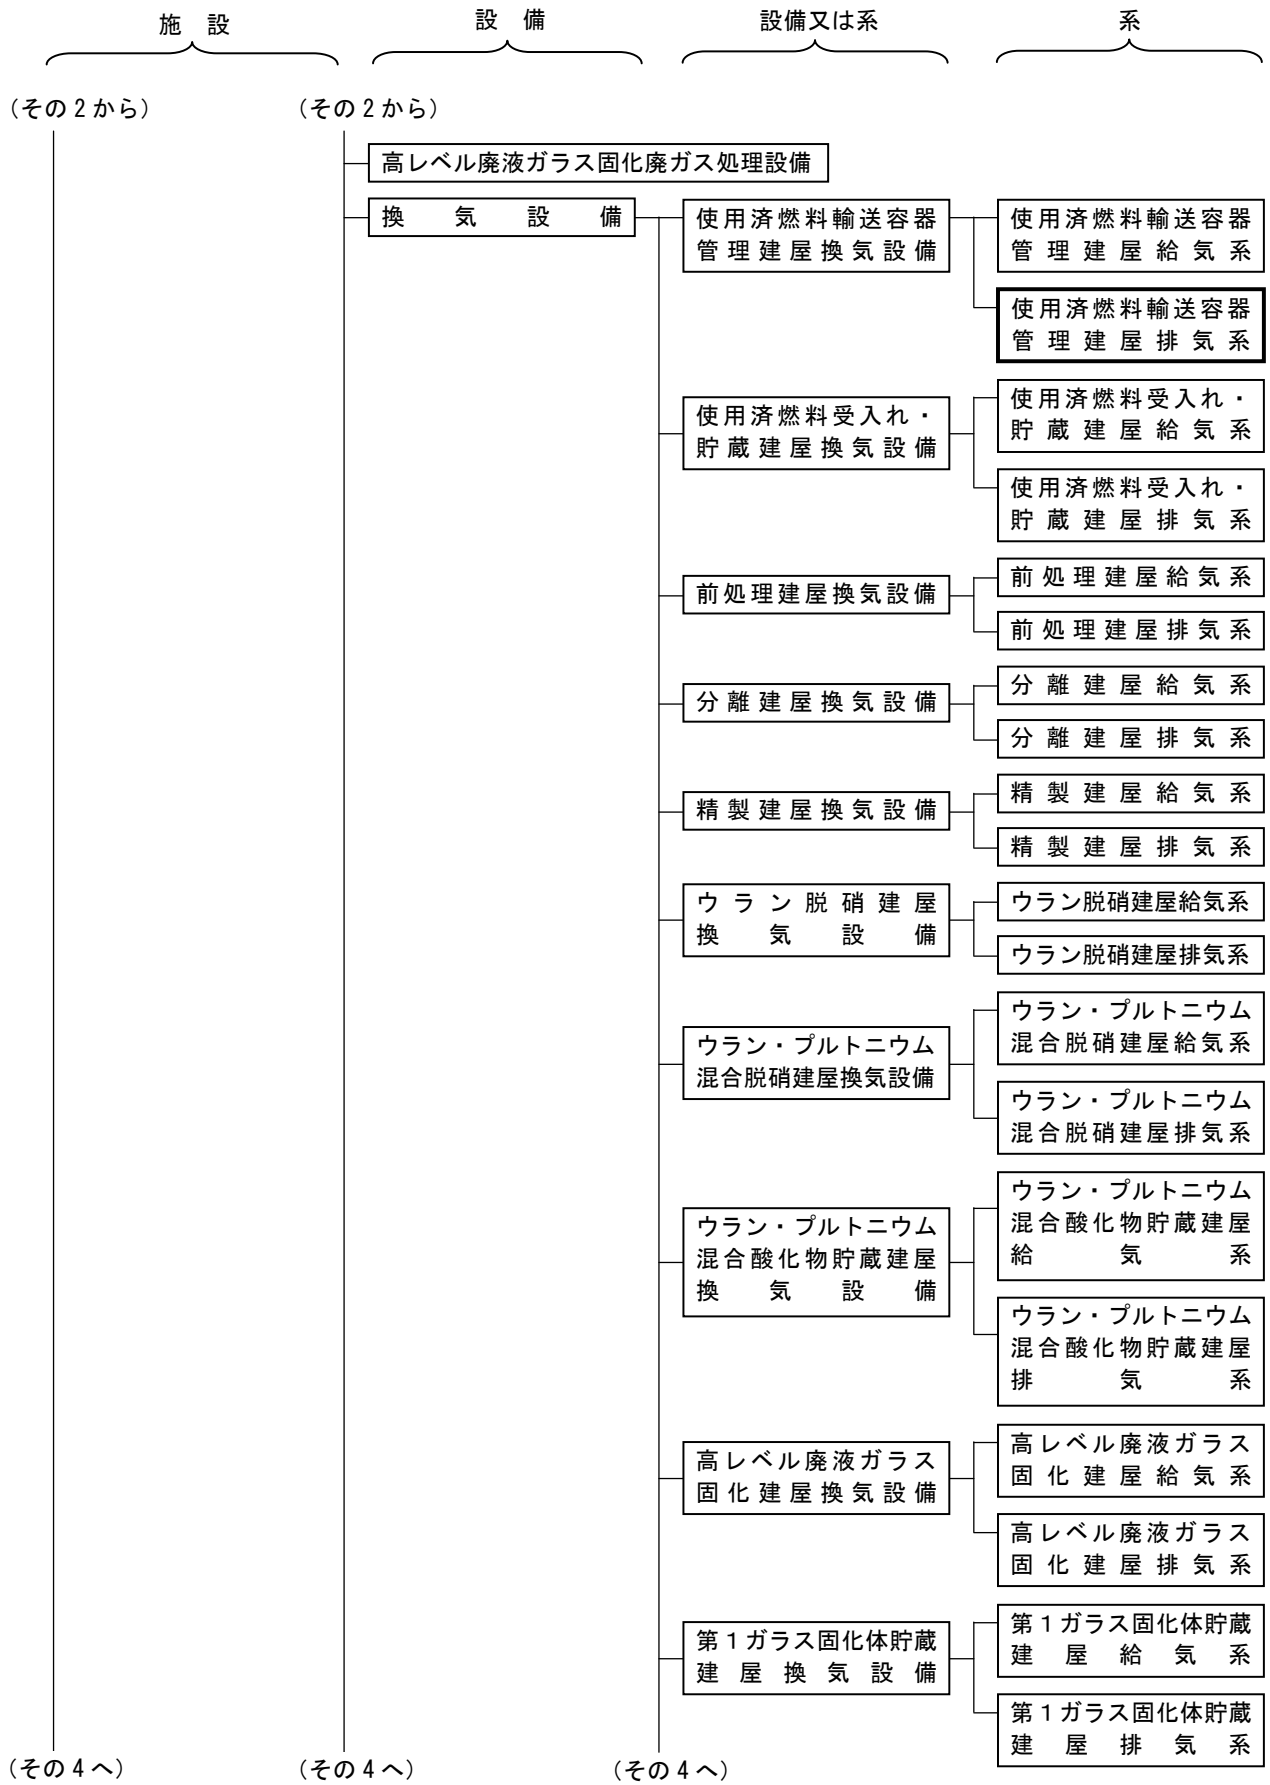 施設
設備
設備又は系
系
(その2から)
(その2から)
高レベル廃液ガラス固化廃ガス処理設備
換気設備
使用済燃料輸送容器
管理建屋換気設備
使用済燃料輸送容器
管理建屋給気系
使用済燃料輸送容器
管理建屋排気系
使用済燃料受入れ・
貯蔵建屋換気設備
使用済燃料受入れ・
貯蔵建屋給気系
使用済燃料受入れ・
貯蔵建屋排気系
前処理建屋換気設備
前処理建屋給気系
前処理建屋排気系
分離建屋換気設備
分離建屋給気系
分離建屋排気系
精製建屋換気設備
精製建屋給気系
精製建屋排気系
ウラン脱硝建屋
換気設備
ウラン脱硝建屋給気系
ウラン脱硝建屋排気系
ウラン・プルトニウム
混合脱硝建屋換気設備
ウラン・プルトニウム
混合脱硝建屋給気系
ウラン・プルトニウム
混合脱硝建屋排気系
ウラン・プルトニウム
混合酸化物貯蔵建屋
換気設備
ウラン・プルトニウム
混合酸化物貯蔵建屋
給気系
ウラン・プルトニウム
混合酸化物貯蔵建屋
排気系
高レベル廃液ガラス
固化建屋換気設備
高レベル廃液ガラス
固化建屋給気系
高レベル廃液ガラス
固化建屋排気系
第1ガラス固化体貯蔵
建屋換気設備
第1ガラス固化体貯蔵
建屋給気系
第1ガラス固化体貯蔵
建屋排気系
(その4へ)
(その4へ)
(その4へ)